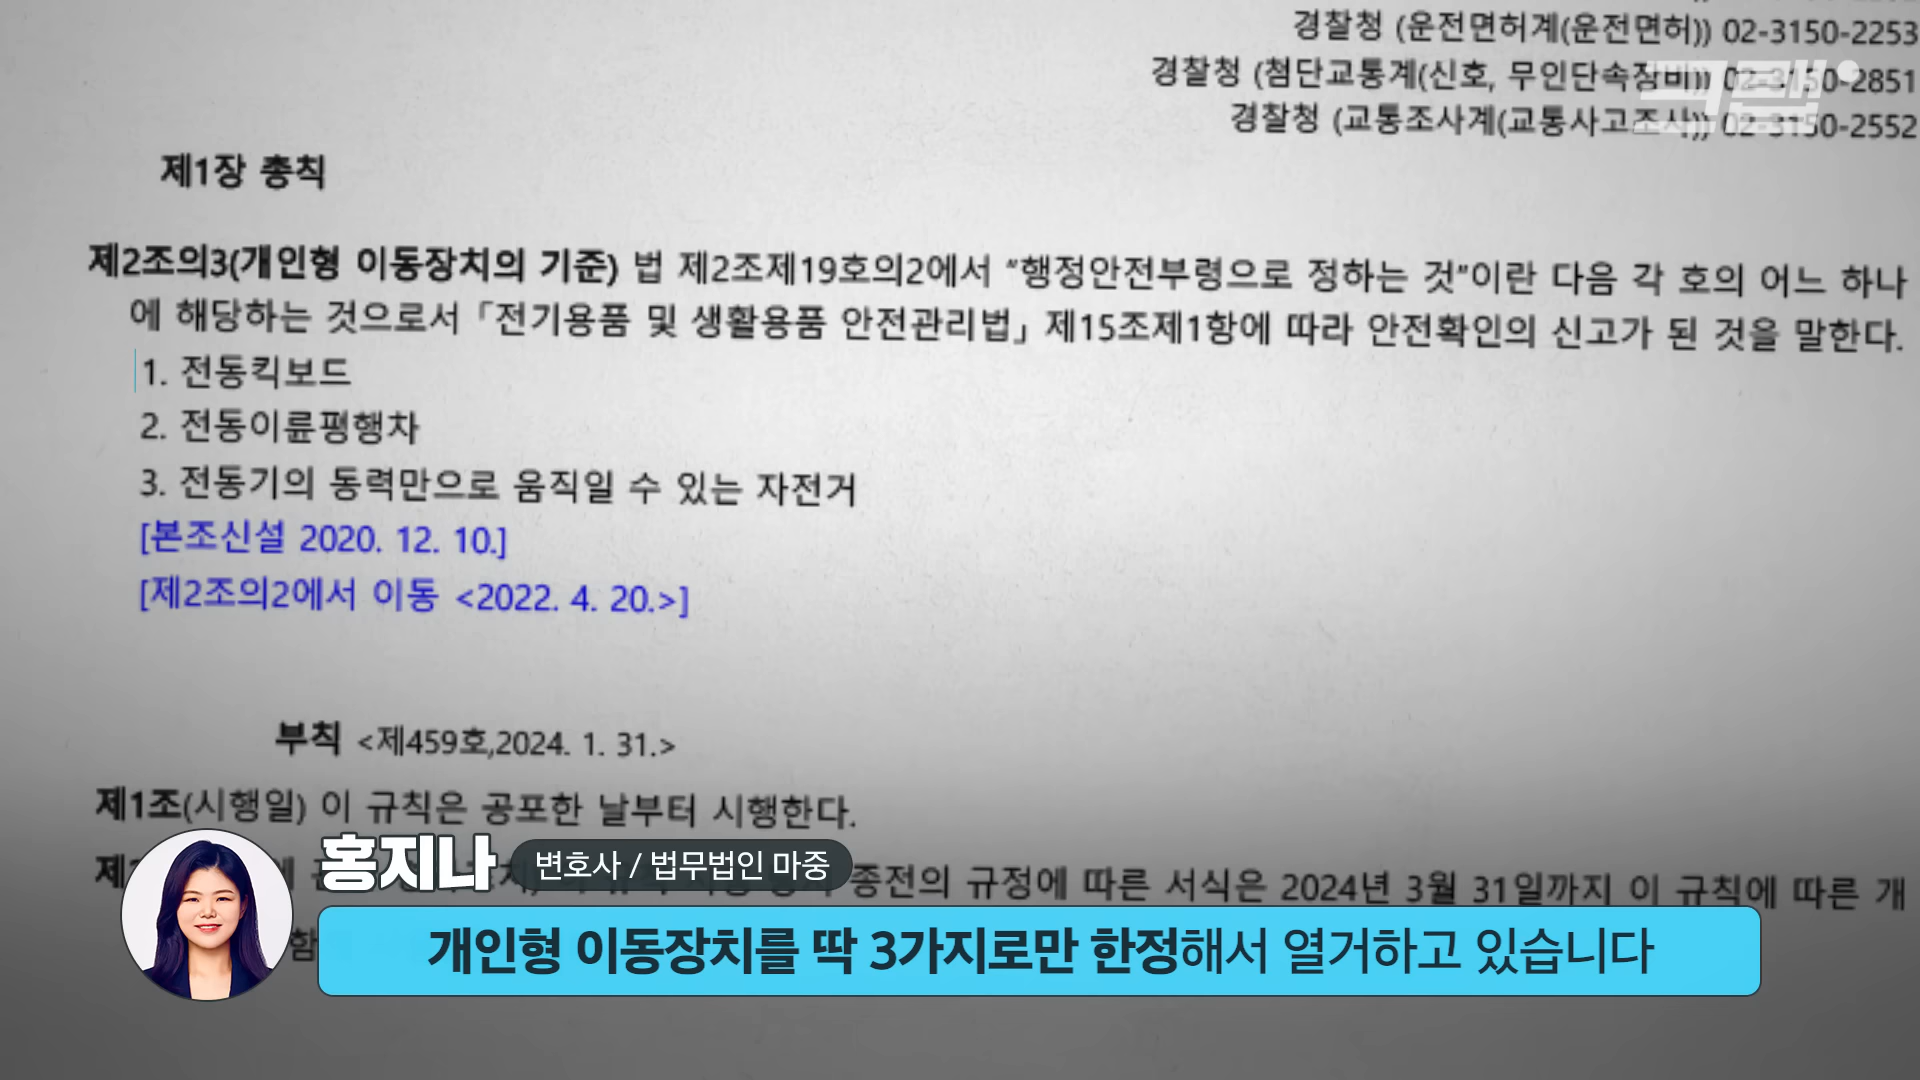 경찰청 (운전면허계(운전면허)) 02-3150-2253
경찰청 (첨단교통계(신호, 무인단속장비)) 02-3150-2851
경찰청 (교통조사계(교통사고조사)) 02-3150-2552
크랩
제1장 총칙
제2조의3(개인형 이동장치의 기준) 법 제2조제19호의2에서 "행정안전부령으로 정하는 것"이란 다음 각 호의 어느 하나
에 해당하는 것으로서 「전기용품 및 생활용품 안전관리법」 제15조제1항에 따라 안전확인의 신고가 된 것을 말한다.
1. 전동킥보드
2. 전동이륜평행차
3. 전동기의 동력만으로 움직일 수 있는 자전거
[본조신설 2020. 12. 10.]
[제2조의2에서 이동 <2022. 4. 20.>]
부칙 <제459호,2024. 1. 31.>
제1조(시행일) 이 규칙은 공포한 날부터 시행한다.
종전의 규정에 따른 서식은 2024년 3월 31일까지 이 규칙에 따른 개
홍지나 변호사 / 법무법인 마중
개인형 이동장치를 딱 3가지로만 한정해서 열거하고 있습니다